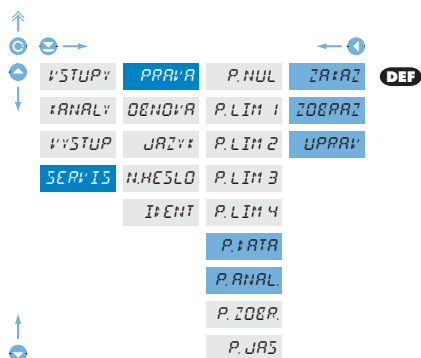 C
VSTUPY PRAVA P.NUL ZAKAZ DEF
KANALY OBNOVA P.LIM 1 ZOBRAZ
VYSTUP JAZYK P.LIM 2 UPRAV
SERVIS N.HESLO P.LIM 3
IDENT P.LIM 4
P.DATA
P.ANAL.
P.ZOBR.
P.JAS